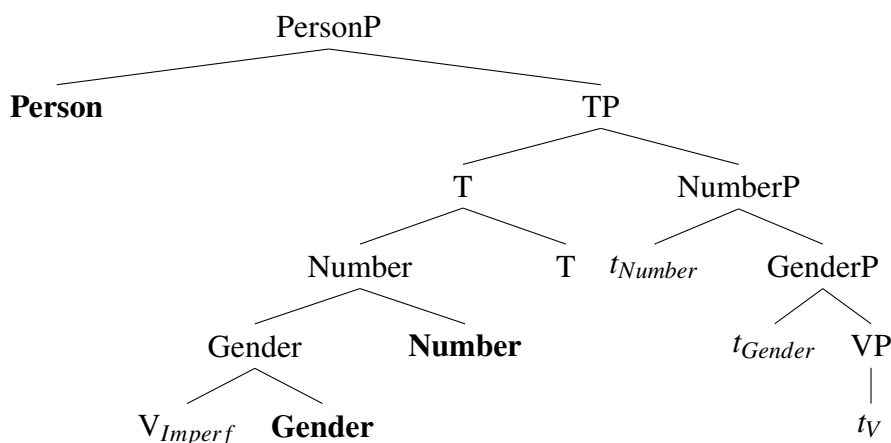 PersonP
Person TP
T NumberP
Number T t_Number GenderP
Gender Number t_Gender VP
V_Imperf Gender t_V